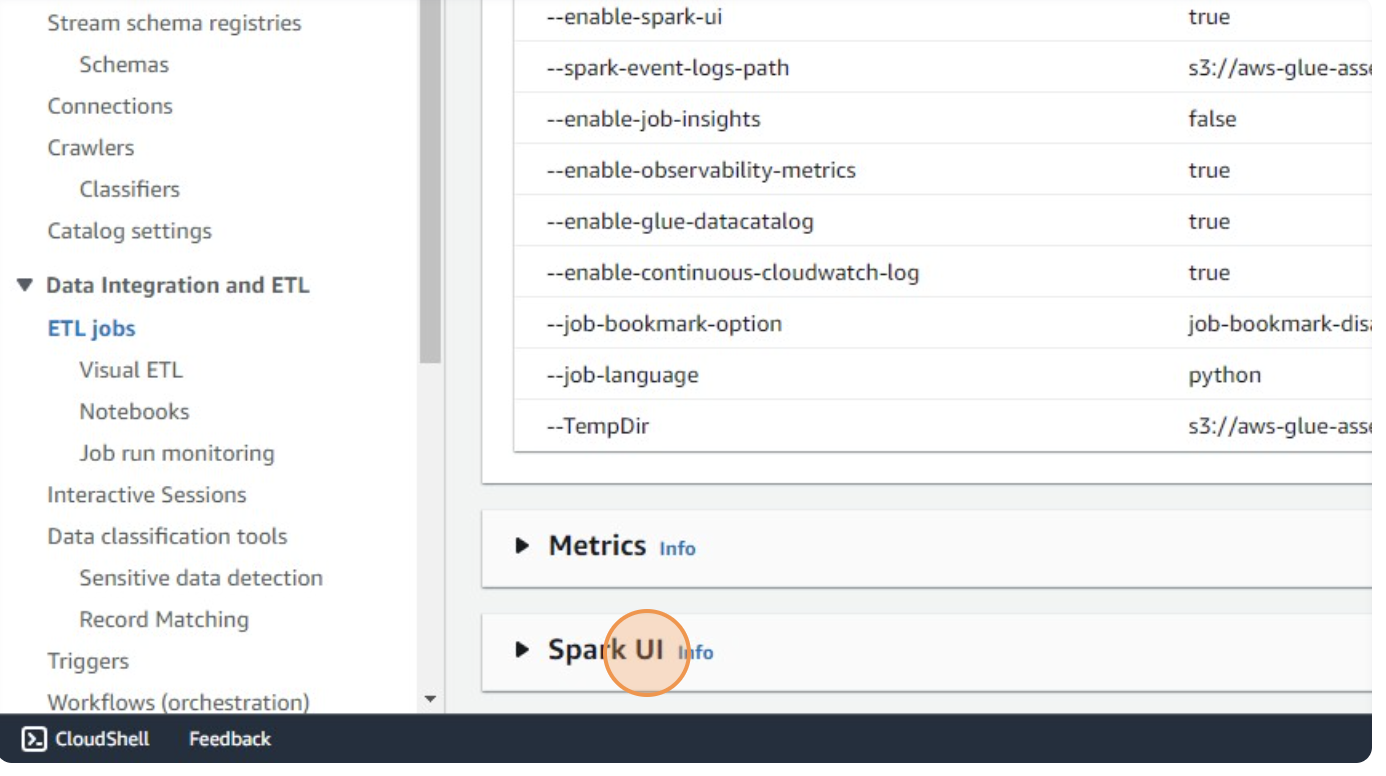 Stream schema registries
Schemas
Connections
Crawlers
Classifiers
Catalog settings
Data Integration and ETL
ETL jobs
Visual ETL
Notebooks
Job run monitoring
Interactive Sessions
Data classification tools
Sensitive data detection
Record Matching
Triggers
Workflows (orchestration)
--enable-spark-ui true
--spark-event-logs-path s3://aws-glue-asse
--enable-job-insights false
--enable-observability-metrics true
--enable-glue-datacatalog true
--enable-continuous-cloudwatch-log true
--job-bookmark-option job-bookmark-disa
--job-language python
--TempDir s3://aws-glue-asse
Metrics Info
Spark UI Info
CloudShell Feedback